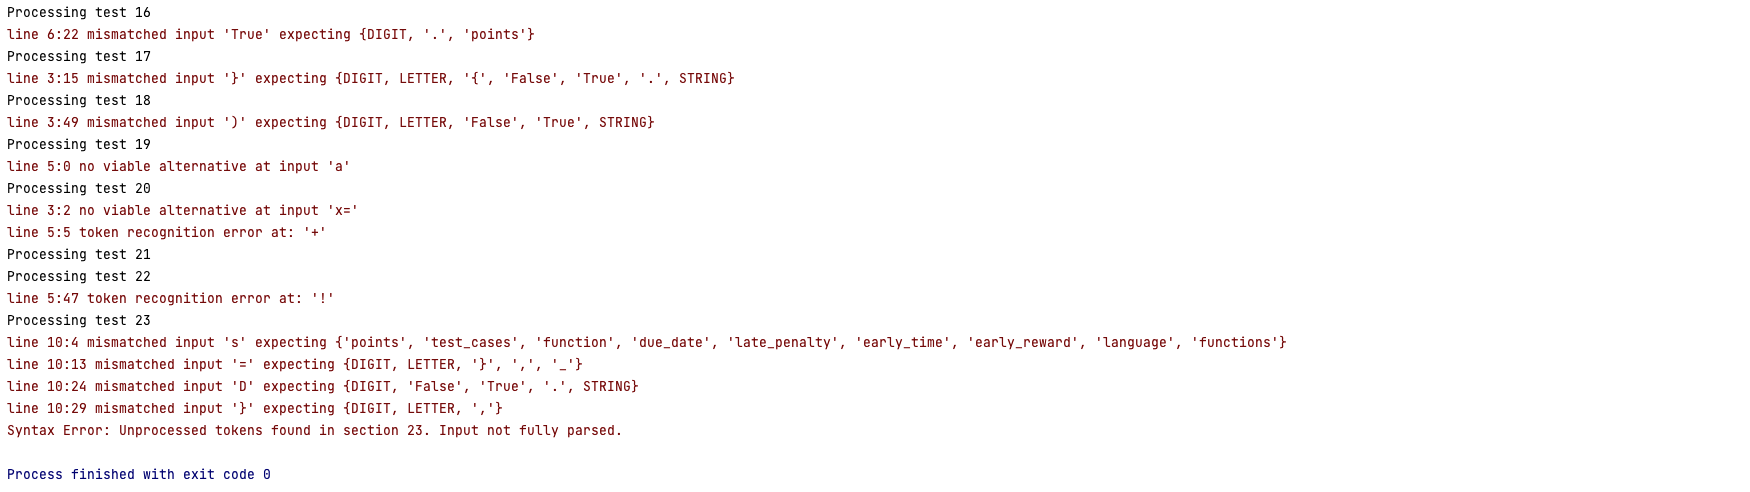 Processing test 16
line 6:22 mismatched input 'True' expecting {DIGIT, '.', 'points'}
Processing test 17
line 3:15 mismatched input '}' expecting {DIGIT, LETTER, '{', 'False', 'True', '.', STRING}
Processing test 18
line 3:49 mismatched input ')' expecting {DIGIT, LETTER, 'False', 'True', STRING}
Processing test 19
line 5:0 no viable alternative at input 'a'
Processing test 20
line 3:2 no viable alternative at input 'x='
line 5:5 token recognition error at: '+'
Processing test 21
Processing test 22
line 5:47 token recognition error at: '!'
Processing test 23
line 10:4 mismatched input 's' expecting {'points', 'test_cases', 'function', 'due_date', 'late_penalty', 'early_time', 'early_reward', 'language', 'functions'}
line 10:13 mismatched input '=' expecting {DIGIT, LETTER, '}', ',', '_'}
line 10:24 mismatched input 'D' expecting {DIGIT, 'False', 'True', '.', STRING}
line 10:29 mismatched input '}' expecting {DIGIT, LETTER, ','}
Syntax Error: Unprocessed tokens found in section 23. Input not fully parsed.
Process finished with exit code 0